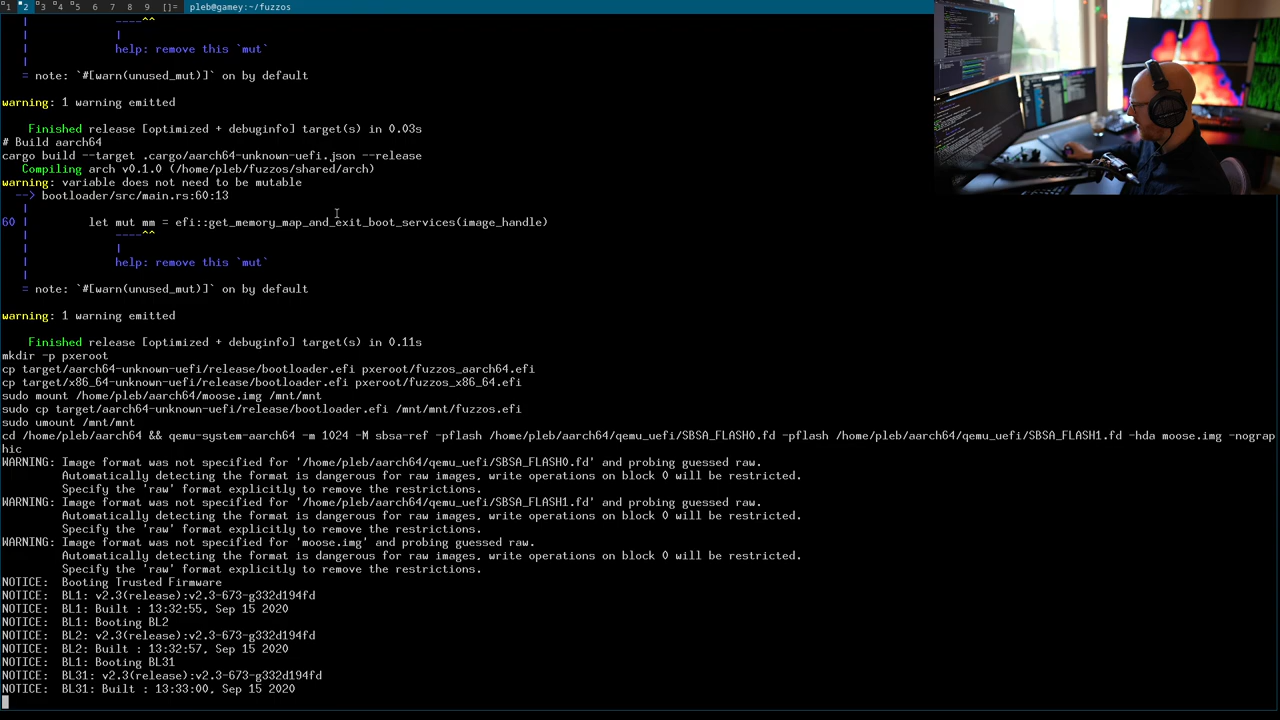 1 2 3 4 5 6 7 8 9 []= pleb@gamey:~/fuzzos
| ----^^
| |
| help: remove this `mut`
|
= note: `#[warn(unused_mut)]` on by default
warning: 1 warning emitted
Finished release [optimized + debuginfo] target(s) in 0.03s
# Build aarch64
cargo build --target .cargo/aarch64-unknown-uefi.json --release
Compiling arch v0.1.0 (/home/pleb/fuzzos/shared/arch)
warning: variable does not need to be mutable
--> bootloader/src/main.rs:60:13
|
60 | let mut mm = efi::get_memory_map_and_exit_boot_services(image_handle)
| ----^^
| |
| help: remove this `mut`
|
= note: `#[warn(unused_mut)]` on by default
warning: 1 warning emitted
Finished release [optimized + debuginfo] target(s) in 0.11s
mkdir -p pxeroot
cp target/aarch64-unknown-uefi/release/bootloader.efi pxeroot/fuzzos_aarch64.efi
cp target/x86_64-unknown-uefi/release/bootloader.efi pxeroot/fuzzos_x86_64.efi
sudo mount /home/pleb/aarch64/moose.img /mnt/mnt
sudo cp target/aarch64-unknown-uefi/release/bootloader.efi /mnt/mnt/fuzzos.efi
sudo umount /mnt/mnt
cd /home/pleb/aarch64 && qemu-system-aarch64 -m 1024 -M sbsa-ref -pflash /home/pleb/aarch64/qemu_uefi/SBSA_FLASH0.fd -pflash /home/pleb/aarch64/qemu_uefi/SBSA_FLASH1.fd -hda moose.img -nograp
hic
WARNING: Image format was not specified for '/home/pleb/aarch64/qemu_uefi/SBSA_FLASH0.fd' and probing guessed raw.
Automatically detecting the format is dangerous for raw images, write operations on block 0 will be restricted.
Specify the 'raw' format explicitly to remove the restrictions.
WARNING: Image format was not specified for '/home/pleb/aarch64/qemu_uefi/SBSA_FLASH1.fd' and probing guessed raw.
Automatically detecting the format is dangerous for raw images, write operations on block 0 will be restricted.
Specify the 'raw' format explicitly to remove the restrictions.
WARNING: Image format was not specified for 'moose.img' and probing guessed raw.
Automatically detecting the format is dangerous for raw images, write operations on block 0 will be restricted.
Specify the 'raw' format explicitly to remove the restrictions.
NOTICE: Booting Trusted Firmware
NOTICE: BL1: v2.3(release):v2.3-673-g332d194fd
NOTICE: BL1: Built : 13:32:55, Sep 15 2020
NOTICE: BL1: Booting BL2
NOTICE: BL2: v2.3(release):v2.3-673-g332d194fd
NOTICE: BL2: Built : 13:32:57, Sep 15 2020
NOTICE: BL1: Booting BL31
NOTICE: BL31: v2.3(release):v2.3-673-g332d194fd
NOTICE: BL31: Built : 13:33:00, Sep 15 2020